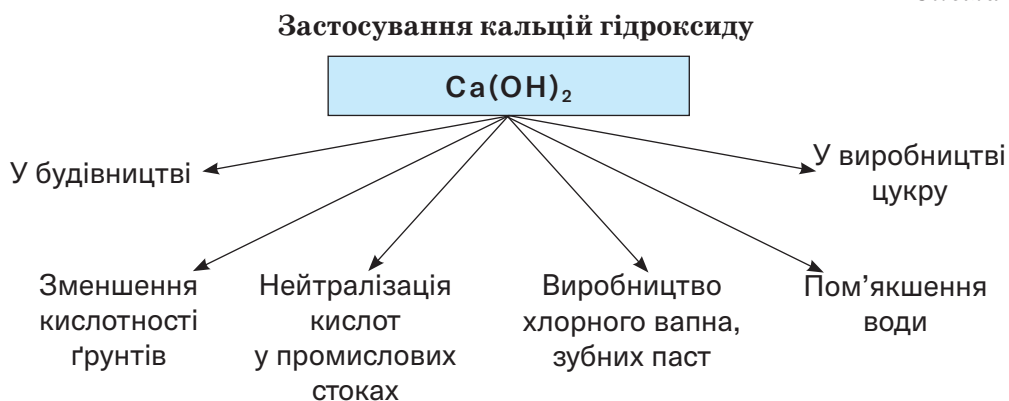 Застосування кальцій гідроксиду
Ca(OH)₂
У будівництві
У виробництві
цукру
Зменшення
кислотності
ґрунтів
Нейтралізація
кислот
у промислових
стоках
Виробництво
хлорного вапна,
зубних паст
Пом’якшення
води